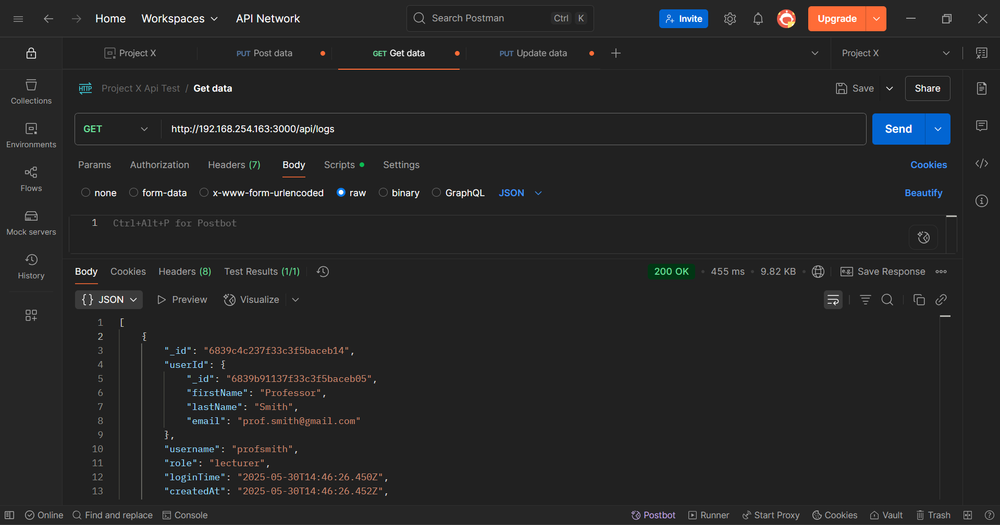 Home Workspaces API Network Search Postman Ctrl K Invite Upgrade
Project X PUT Post data GET Get data PUT Update data Project X
HTTP Project X Api Test / Get data Save Share
GET http://192.168.254.163:3000/api/logs Send
Params Authorization Headers (7) Body Scripts Settings Cookies
none form-data x-www-form-urlencoded raw binary GraphQL JSON Beautify
1 Ctrl+Alt+P for Postbot
Collections
Environments
Flows
Mock servers
History
Body Cookies Headers (8) Test Results (1/1) 200 OK 455 ms 9.82 KB e.g. Save Response
{} JSON Preview Visualize
1 [
2 {
3 "_id": "6839c4c237f33c3f5baceb14",
4 "userId": {
5 "_id": "6839b91137f33c3f5baceb05",
6 "firstName": "Professor",
7 "lastName": "Smith",
8 "email": "prof.smith@gmail.com"
9 },
10 "username": "profsmith",
11 "role": "lecturer",
12 "loginTime": "2025-05-30T14:46:26.450Z",
13 "createdAt": "2025-05-30T14:46:26.452Z",
Online Find and replace Console Postbot Runner Start Proxy Cookies Vault Trash